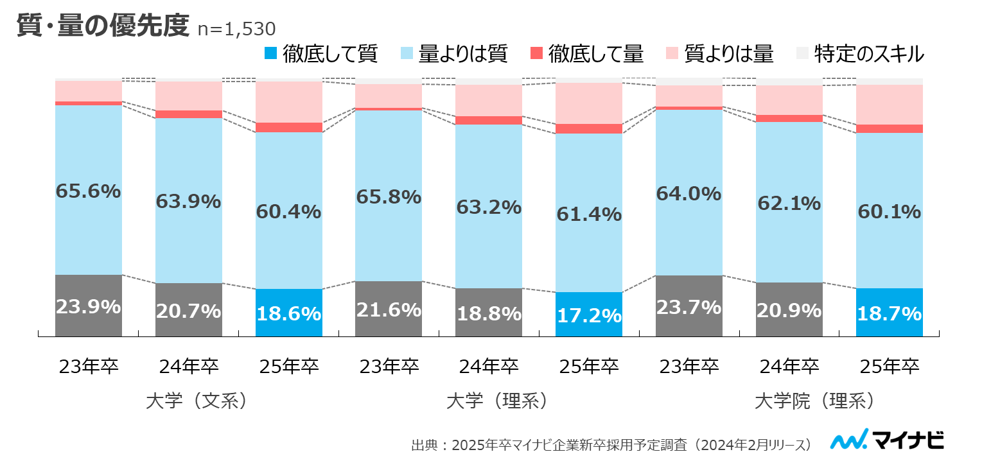 質・量の優先度 n=1,530
徹底して質 量よりは質 徹底して量 質よりは量 特定のスキル
65.6% 63.9% 60.4% 65.8% 63.2% 61.4% 64.0% 62.1% 60.1%
23.9% 20.7% 18.6% 21.6% 18.8% 17.2% 23.7% 20.9% 18.7%
23年卒 24年卒 25年卒 23年卒 24年卒 25年卒 23年卒 24年卒 25年卒
大学（文系） 大学（理系） 大学院（理系）
出典：2025年卒マイナビ企業新卒採用予定調査（2024年2月リリース） マイナビ